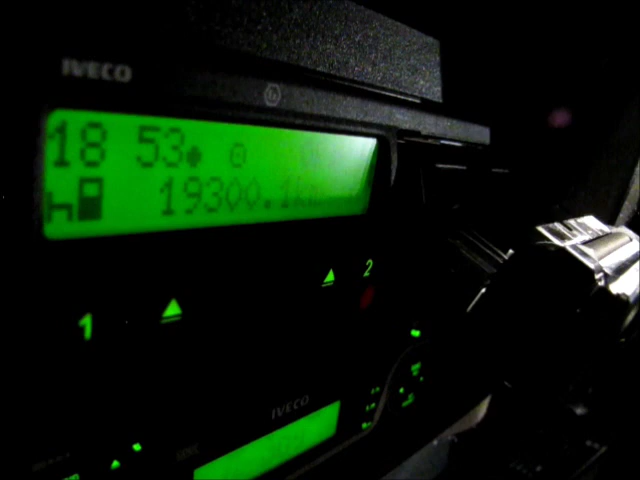 IVECO
18 53
19300.1km
2
1
IVECO